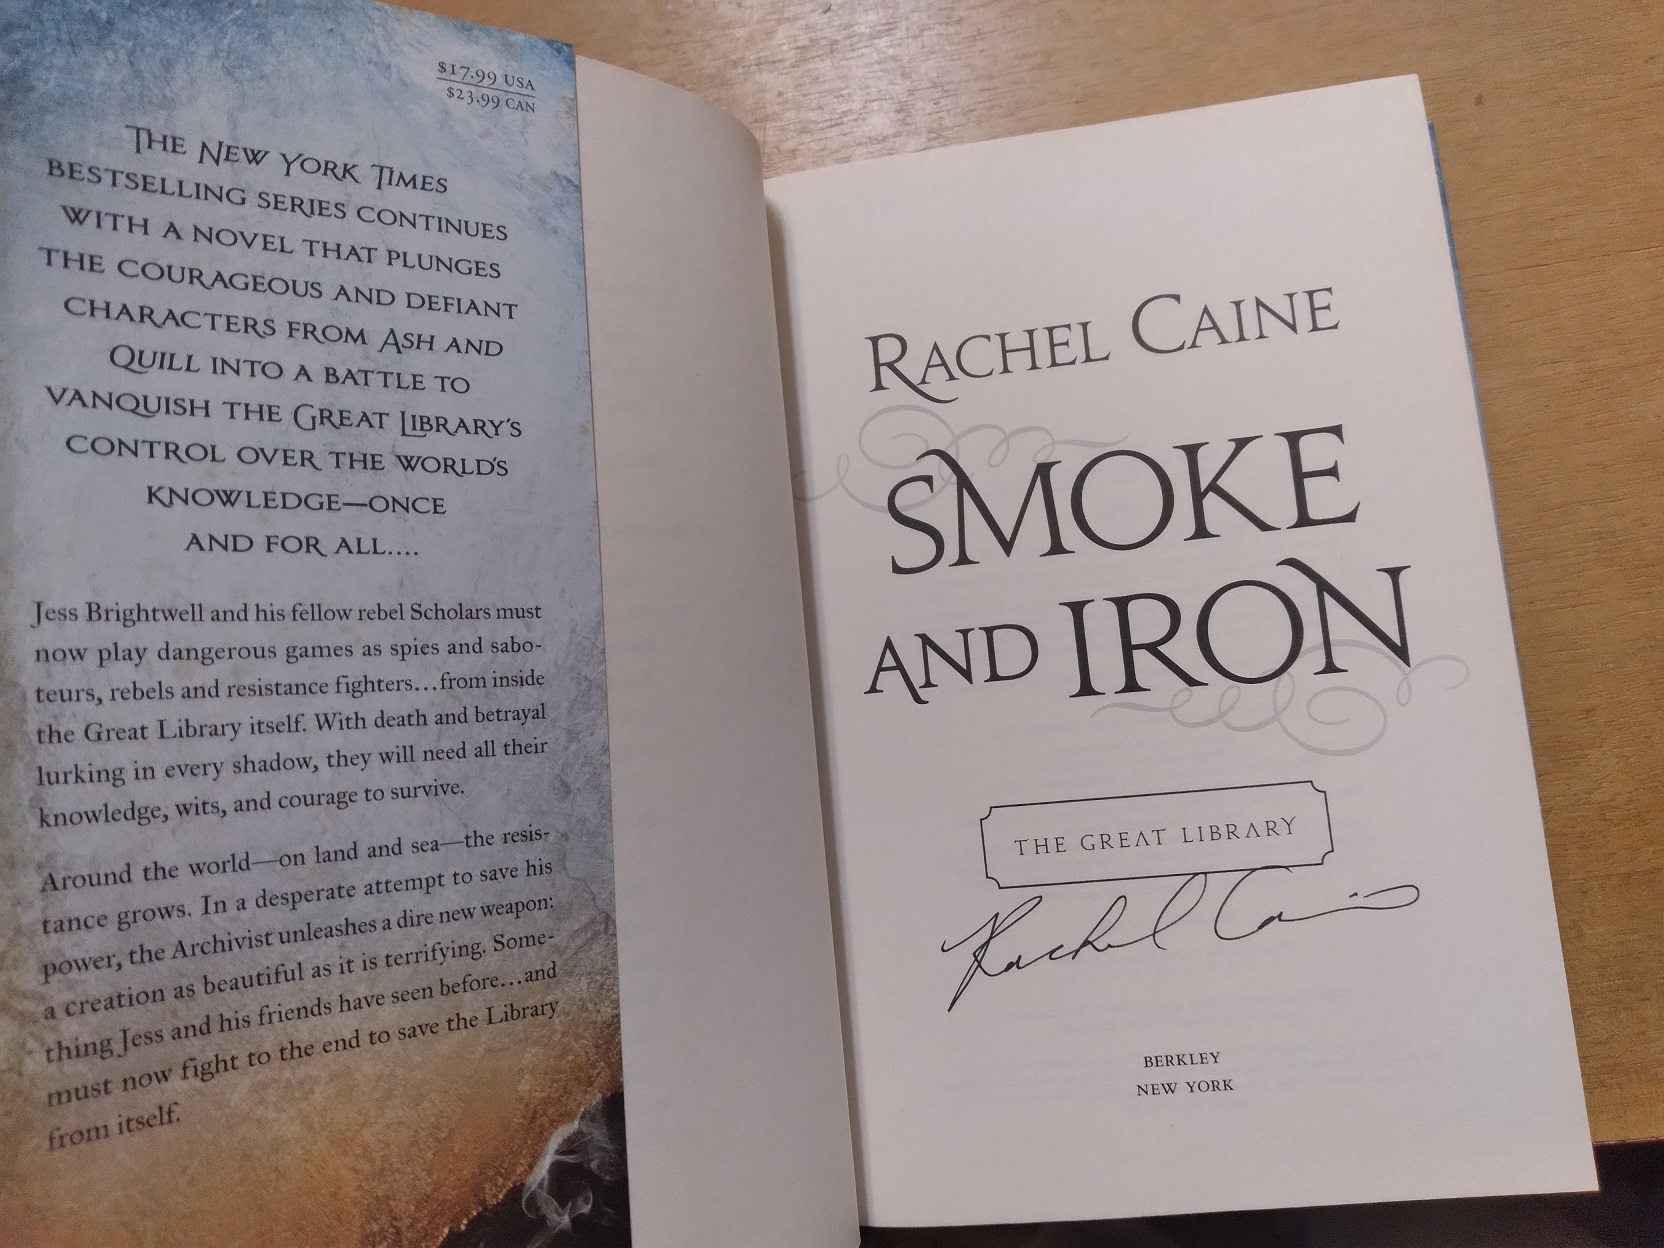 $17.99 USA
$23.99 CAN
THE NEW YORK TIMES
BESTSELLING SERIES CONTINUES
WITH A NOVEL THAT PLUNGES
THE COURAGEOUS AND DEFIANT
CHARACTERS FROM ASH AND
QUILL INTO A BATTLE TO
VANQUISH THE GREAT LIBRARY'S
CONTROL OVER THE WORLD'S
KNOWLEDGE—ONCE
AND FOR ALL....
Jess Brightwell and his fellow rebel Scholars must
now play dangerous games as spies and sabo-
teurs, rebels and resistance fighters...from inside
the Great Library itself. With death and betrayal
lurking in every shadow, they will need all their
knowledge, wits, and courage to survive.
Around the world—on land and sea—the resis-
tance grows. In a desperate attempt to save his
power, the Archivist unleashes a dire new weapon:
a creation as beautiful as it is terrifying. Some-
thing Jess and his friends have seen before...and
must now fight to the end to save the Library
from itself.
RACHEL CAINE
SMOKE
AND IRON
THE GREAT LIBRARY
Rachel Caine
BERKLEY
NEW YORK